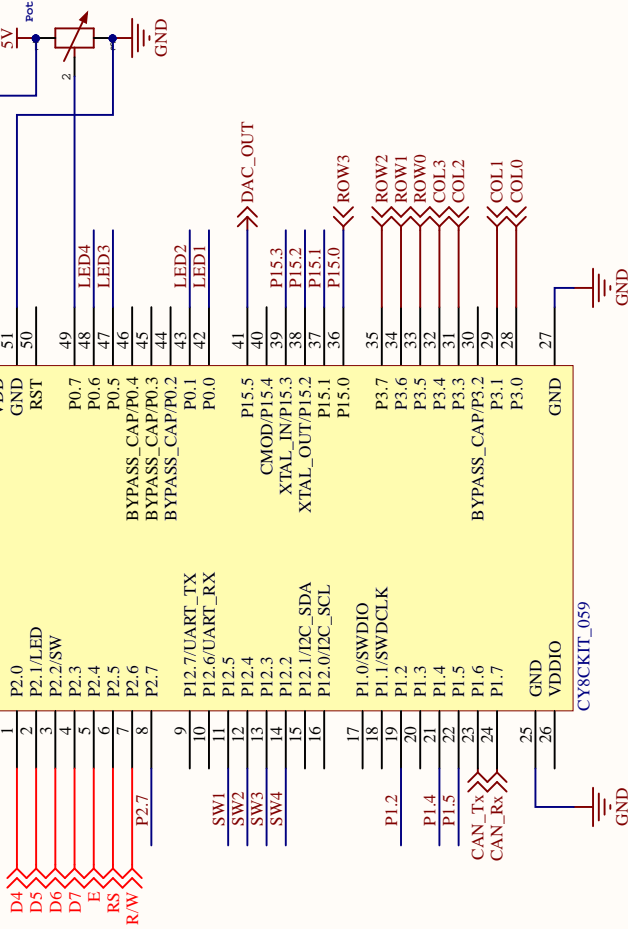 Pot
5V
2
GND
DAC_OUT
ROW3
ROW2
ROW1
ROW0
COL3
COL2
COL1
COL0
LED4
LED3
LED2
LED1
P15.3
P15.2
P15.1
P15.0
GND
51
50
49
48
47
46
45
44
43
42
41
40
39
38
37
36
35
34
33
32
31
30
29
28
27
VDD
GND
RST
P0.7
P0.6
P0.5
BYPASS_CAP/P0.4
BYPASS_CAP/P0.3
BYPASS_CAP/P0.2
P0.1
P0.0
P15.5
CMOD/P15.4
XTAL_IN/P15.3
XTAL_OUT/P15.2
P15.1
P15.0
P3.7
P3.6
P3.5
P3.4
P3.3
BYPASS_CAP/P3.2
P3.1
P3.0
GND
P2.0
P2.1/LED
P2.2/SW
P2.3
P2.4
P2.5
P2.6
P2.7
P12.7/UART_TX
P12.6/UART_RX
P12.5
P12.4
P12.3
P12.2
P12.1/I2C_SDA
P12.0/I2C_SCL
P1.0/SWDIO
P1.1/SWDCLK
P1.2
P1.3
P1.4
P1.5
P1.6
P1.7
GND
VDDIO
CY8CKIT_059
1
2
3
4
5
6
7
8
9
10
11
12
13
14
15
16
17
18
19
20
21
22
23
24
25
26
P2.7
SW1
SW2
SW3
SW4
P1.2
P1.4
P1.5
CAN_Tx
CAN_Rx
GND
D4
D5
D6
D7
E
RS
R/W